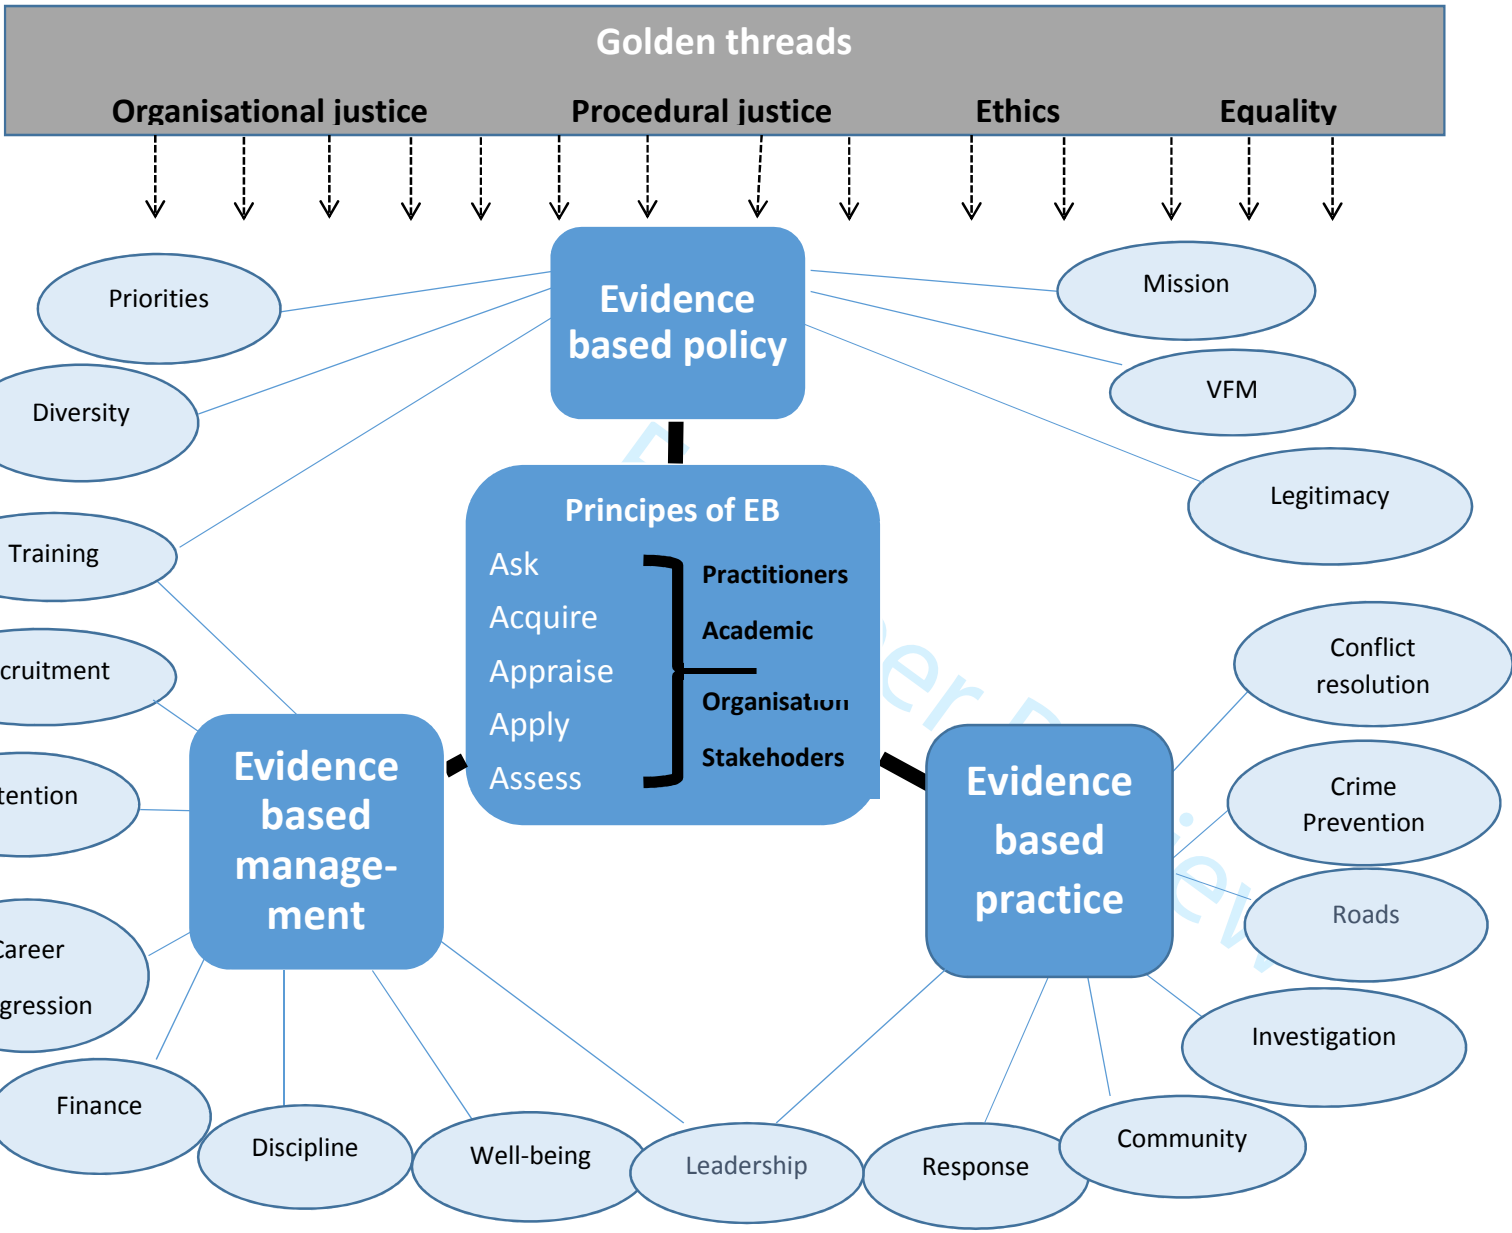 Golden threads
Organisational justice Procedural justice Ethics Equality
Priorities
Diversity
Training
cruitment
tention
Career
gression
Finance
Discipline
Well-being
Leadership
Response
Community
Investigation
Roads
Crime
Prevention
Conflict
resolution
Legitimacy
VFM
Mission
Evidence
based policy
Principes of EB
Ask
Acquire
Appraise
Apply
Assess
Practitioners
Academic
Organisation
Stakehoders
Evidence
based
manage-
ment
Evidence
based
practice